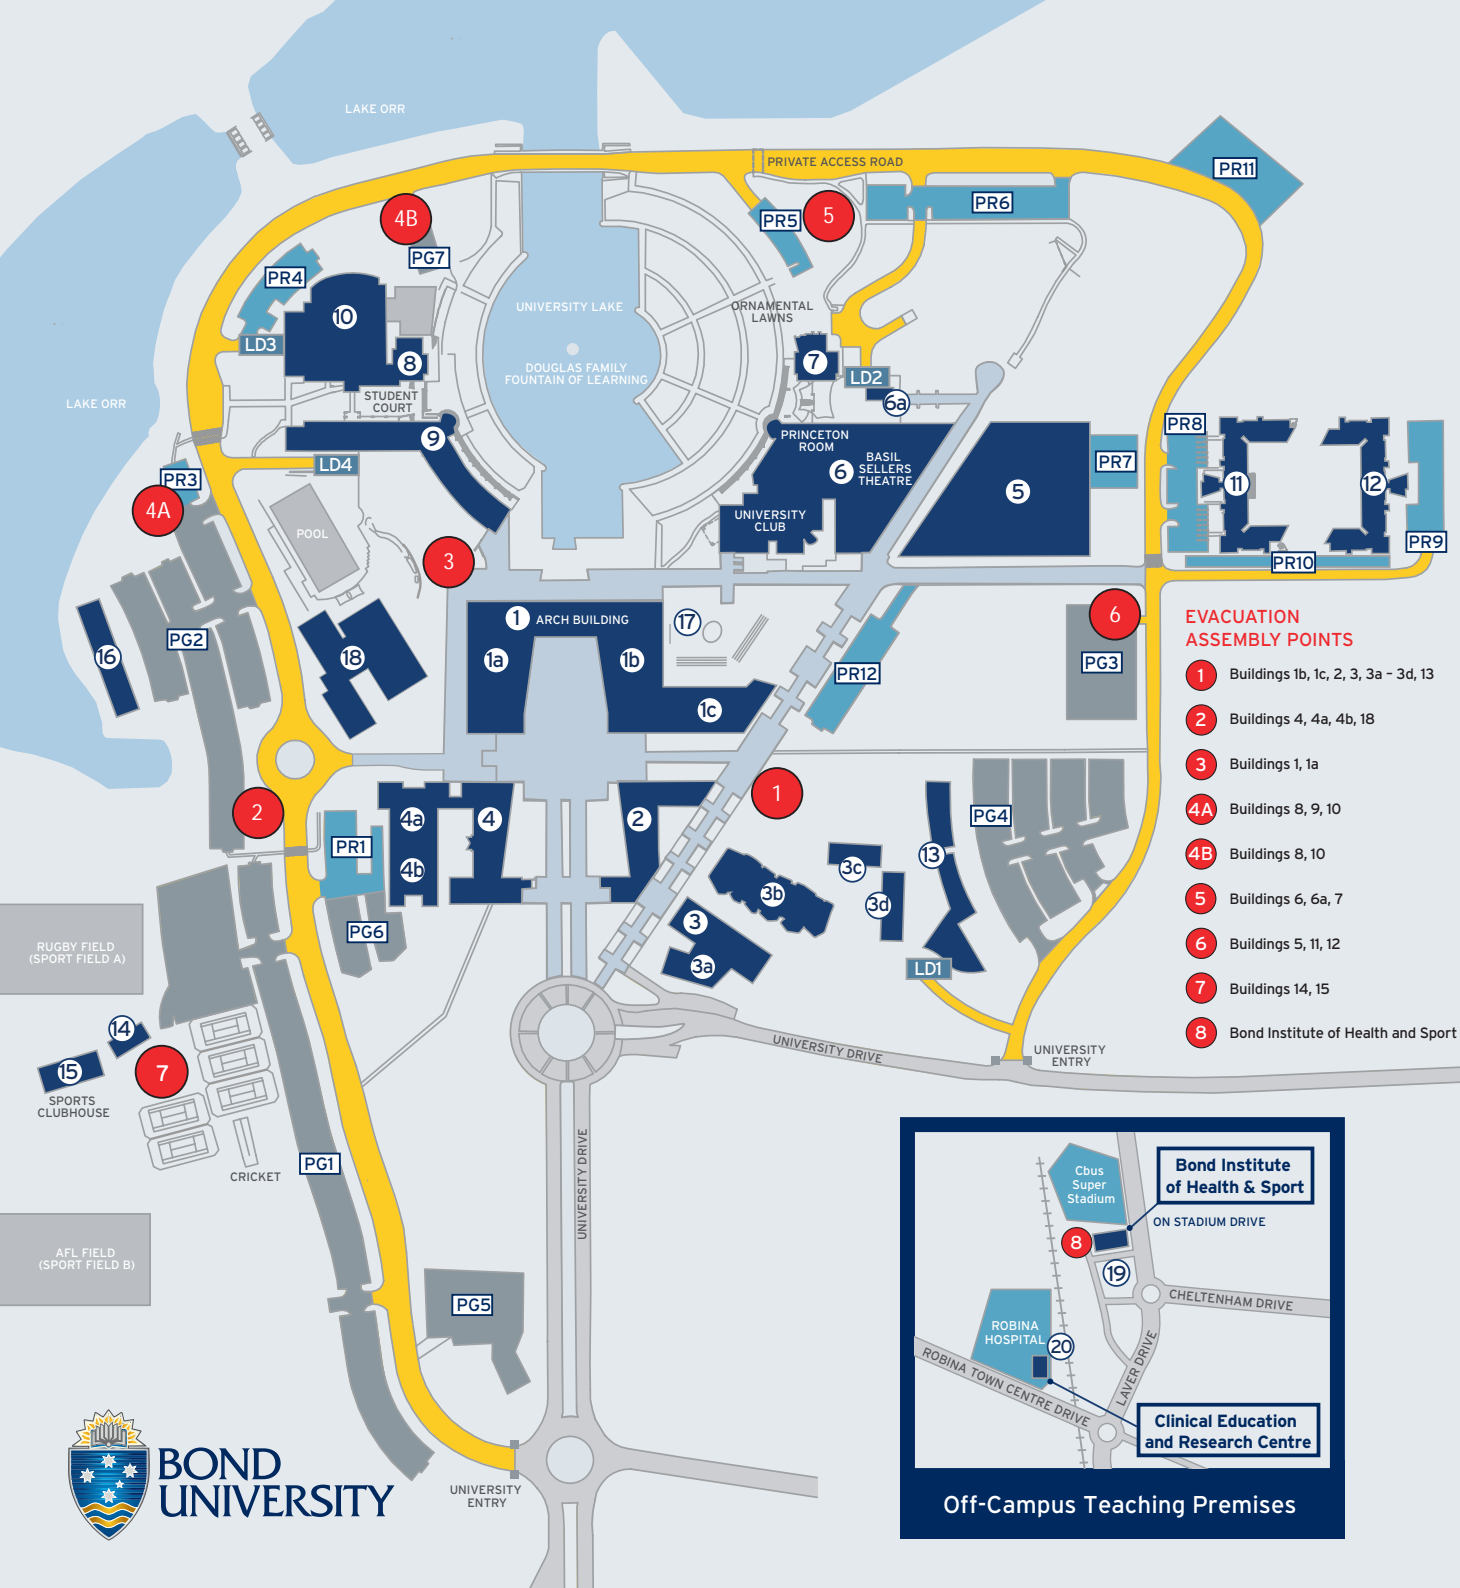 LAKE ORR
PRIVATE ACCESS ROAD
PR11
4B
PR5
5
PR6
PG7
PR4
10
UNIVERSITY LAKE
ORNAMENTAL
LAWNS
LD3
8
7
DOUGLAS FAMILY
FOUNTAIN OF LEARNING
LD2
6a
STUDENT
COURT
LAKE ORR
9
PRINCETON
ROOM
6
BASIL
SELLERS
THEATRE
PR8
LD4
PR7
PR3
4A
5
11
12
UNIVERSITY
CLUB
POOL
3
PR9
PR10
1
ARCH BUILDING
17
6
EVACUATION
ASSEMBLY POINTS
1
Buildings 1b, 1c, 2, 3, 3a – 3d, 13
2
Buildings 4, 4a, 4b, 18
3
Buildings 1, 1a
4A
Buildings 8, 9, 10
4B
Buildings 8, 10
5
Buildings 6, 6a, 7
6
Buildings 5, 11, 12
7
Buildings 14, 15
8
Bond Institute of Health and Sport
PG2
16
18
1a
1b
PR12
PG3
1c
1
2
4a
4
2
PG4
PR1
4b
3c
13
3b
3d
PG6
3
3a
LD1
RUGBY FIELD
(SPORT FIELD A)
14
15
7
SPORTS
CLUBHOUSE
UNIVERSITY DRIVE
UNIVERSITY
ENTRY
CRICKET
PG1
UNIVERSITY DRIVE
AFL FIELD
(SPORT FIELD B)
PG5
UNIVERSITY
ENTRY
BOND
UNIVERSITY
Cbus
Super
Stadium
Bond Institute
of Health & Sport
ON STADIUM DRIVE
8
19
CHELTENHAM DRIVE
ROBINA
HOSPITAL
20
LAVER DRIVE
ROBINA TOWN CENTRE DRIVE
Clinical Education
and Research Centre
Off-Campus Teaching Premises